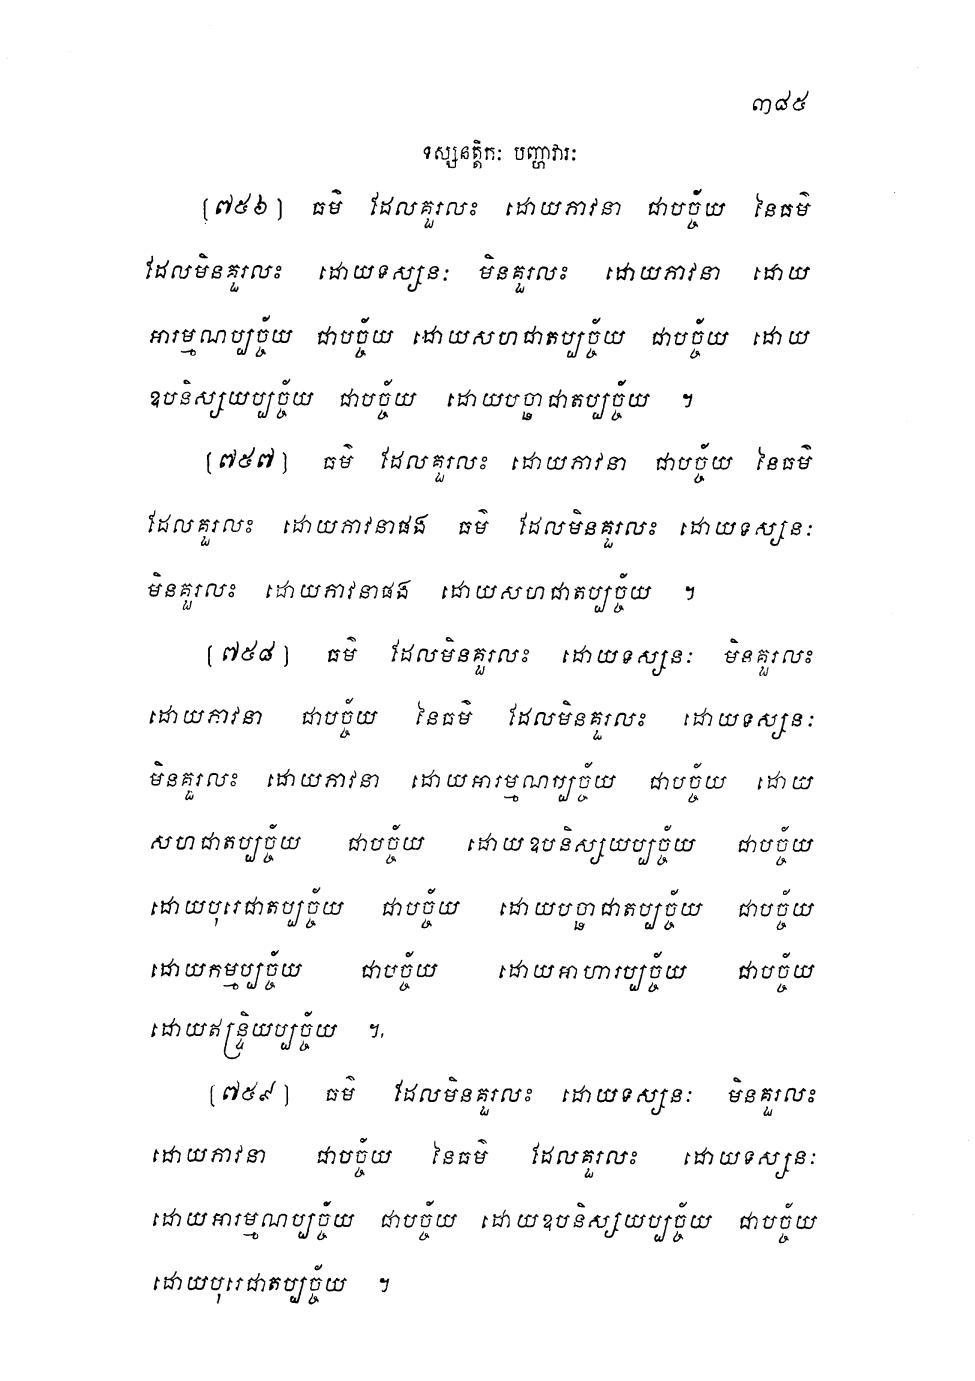 ៣៨៥
ទស្សនត្តិកៈ បញ្ហាវារៈ
[៧៥៦] ធម៌ ដែលគួរលះ ដោយភាវនា ជាបច្ច័យ នៃធម៌
ដែលមិនគួរលះ ដោយទស្សនៈ មិនគួរលះ ដោយភាវនា ដោយ
អារម្មណប្បច្ច័យ ជាបច្ច័យ ដោយសហជាតប្បច្ច័យ ជាបច្ច័យ ដោយ
ឧបនិស្សយប្បច្ច័យ ជាបច្ច័យ ដោយបច្ឆាជាតប្បច្ច័យ ។
[៧៥៧] ធម៌ ដែលគួរលះ ដោយភាវនា ជាបច្ច័យ នៃធម៌
ដែលគួរលះ ដោយភាវនាផង ធម៌ ដែលមិនគួរលះ ដោយទស្សនៈ
មិនគួរលះ ដោយភាវនាផង ដោយសហជាតប្បច្ច័យ ។
[៧៥៨] ធម៌ ដែលមិនគួរលះ ដោយទស្សនៈ មិនគួរលះ
ដោយភាវនា ជាបច្ច័យ នៃធម៌ ដែលមិនគួរលះ ដោយទស្សនៈ
មិនគួរលះ ដោយភាវនា ដោយអារម្មណប្បច្ច័យ ជាបច្ច័យ ដោយ
សហជាតប្បច្ច័យ ជាបច្ច័យ ដោយឧបនិស្សយប្បច្ច័យ ជាបច្ច័យ
ដោយបុរេជាតប្បច្ច័យ ជាបច្ច័យ ដោយបច្ឆាជាតប្បច្ច័យ ជាបច្ច័យ
ដោយកម្មប្បច្ច័យ ជាបច្ច័យ ដោយអាហារប្បច្ច័យ ជាបច្ច័យ
ដោយឥន្ទ្រិយប្បច្ច័យ ។
[៧៥៩] ធម៌ ដែលមិនគួរលះ ដោយទស្សនៈ មិនគួរលះ
ដោយភាវនា ជាបច្ច័យ នៃធម៌ ដែលគួរលះ ដោយទស្សនៈ
ដោយអារម្មណប្បច្ច័យ ជាបច្ច័យ ដោយឧបនិស្សយប្បច្ច័យ ជាបច្ច័យ
ដោយបុរេជាតប្បច្ច័យ ។